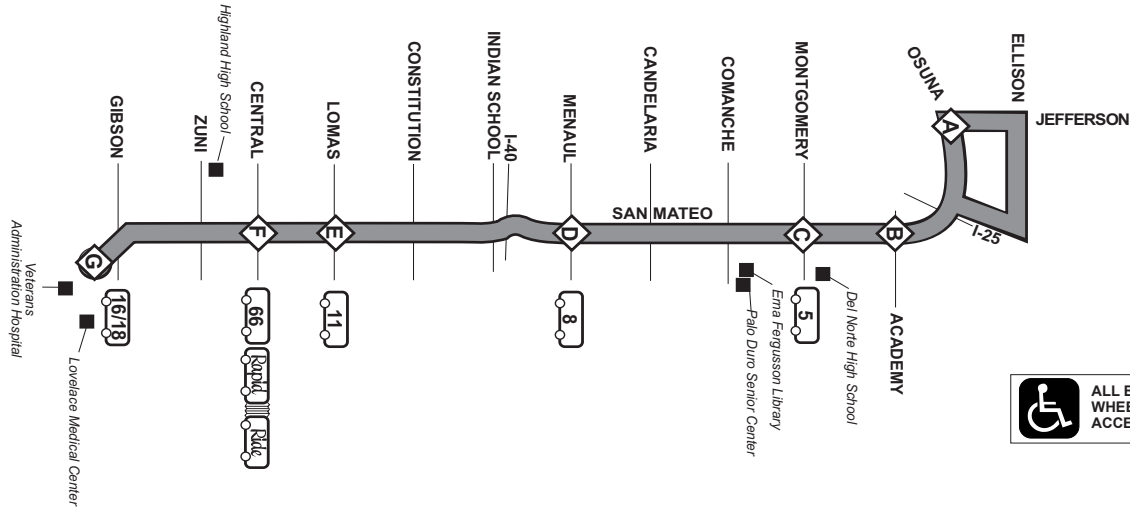 ELLISON
JEFFERSON
OSUNA
A
I-25
B
ACADEMY
MONTGOMERY
C
5
Del Norte High School
COMANCHE
SAN MATEO
Erna Fergusson Library
Palo Duro Senior Center
CANDELARIA
MENAUL
D
8
I-40
INDIAN SCHOOL
CONSTITUTION
LOMAS
E
11
CENTRAL
F
66
Rapid
Ride
Highland High School
ZUNI
GIBSON
G
16/18
Veterans
Administration Hospital
Lovelace Medical Center
ALL B
WHEE
ACCE